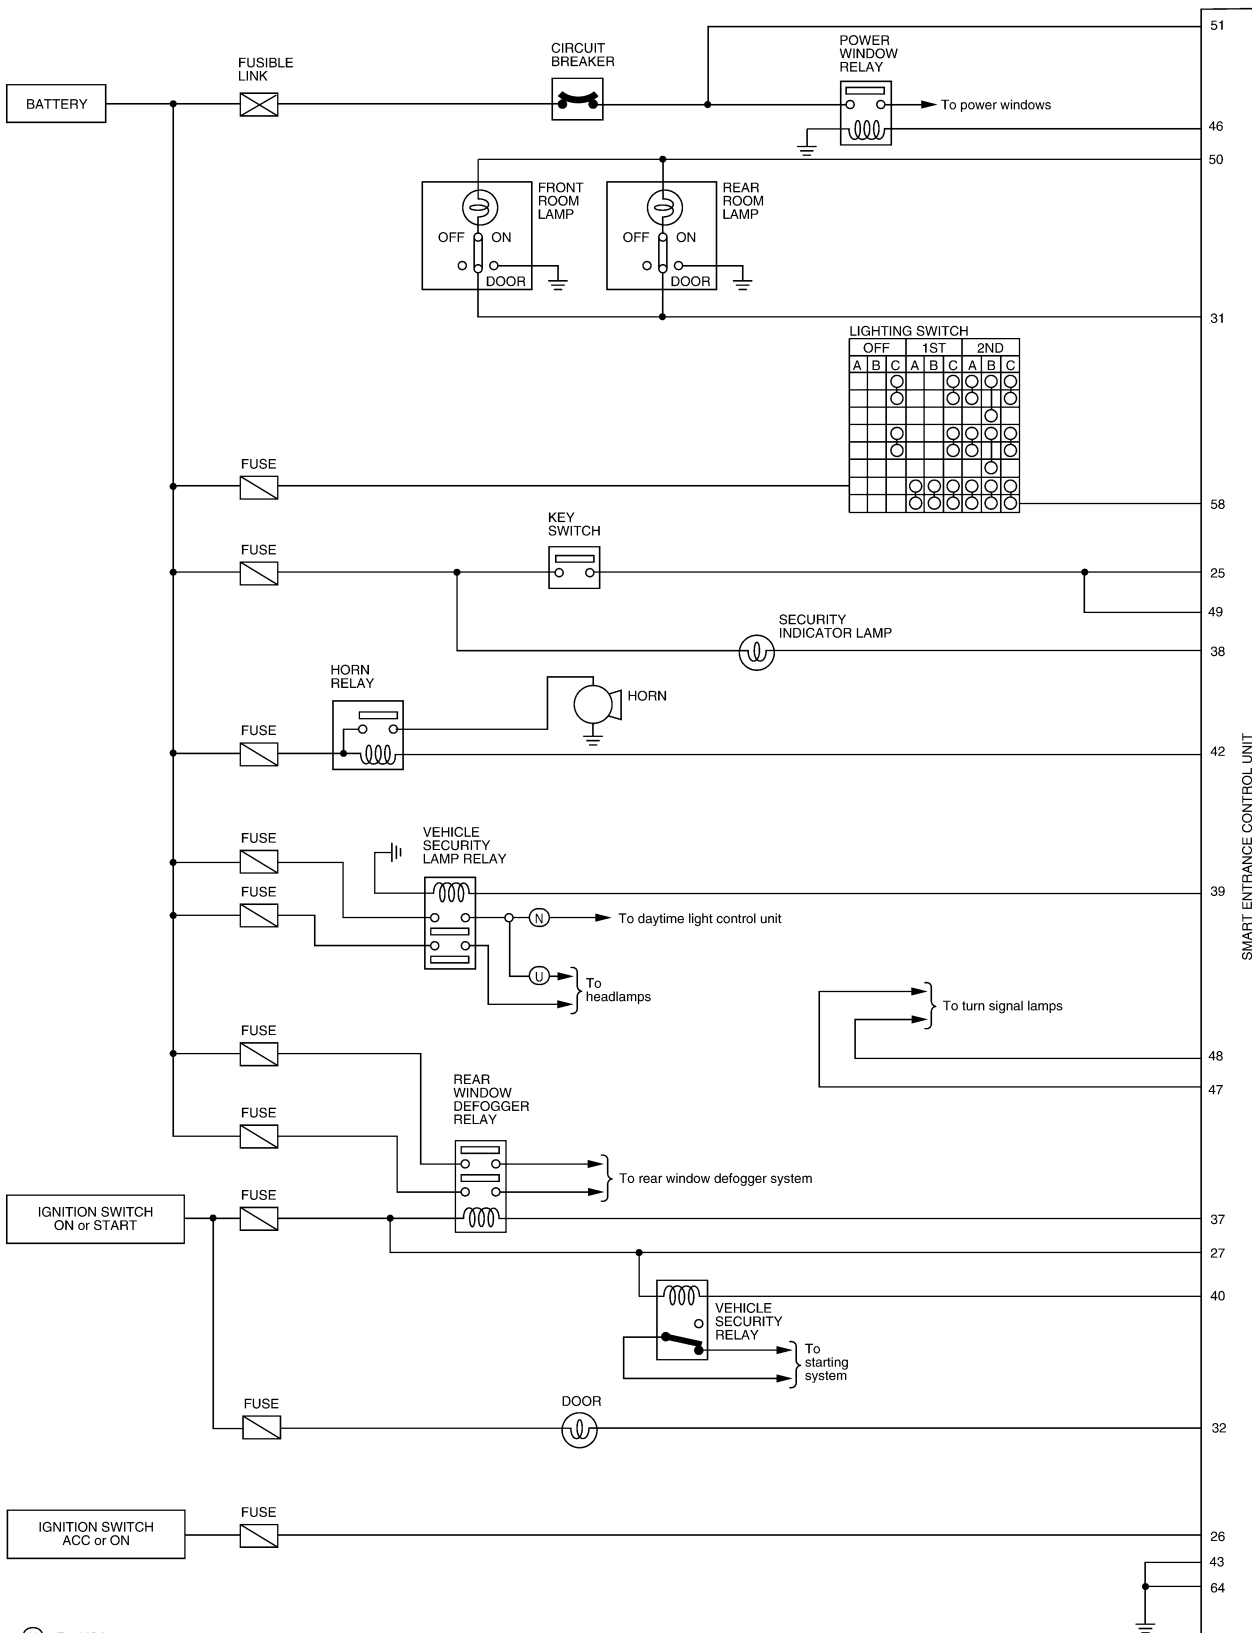 51
CIRCUIT
BREAKER
POWER
WINDOW
RELAY
FUSIBLE
LINK
BATTERY
To power windows
46
50
FRONT
ROOM
LAMP
REAR
ROOM
LAMP
OFF ON
OFF ON
DOOR
DOOR
31
LIGHTING SWITCH
OFF 1ST 2ND
A B C A B C A B C
FUSE
58
KEY
SWITCH
FUSE
25
49
SECURITY
INDICATOR LAMP
38
HORN
RELAY
HORN
FUSE
42
SMART ENTRANCE CONTROL UNIT
VEHICLE
SECURITY
LAMP RELAY
FUSE
FUSE
39
N
To daytime light control unit
U
To
headlamps
To turn signal lamps
FUSE
48
47
REAR
WINDOW
DEFOGGER
RELAY
FUSE
To rear window defogger system
IGNITION SWITCH
ON or START
FUSE
37
27
40
VEHICLE
SECURITY
RELAY
To
starting
system
FUSE
DOOR
32
IGNITION SWITCH
ACC or ON
FUSE
26
43
64